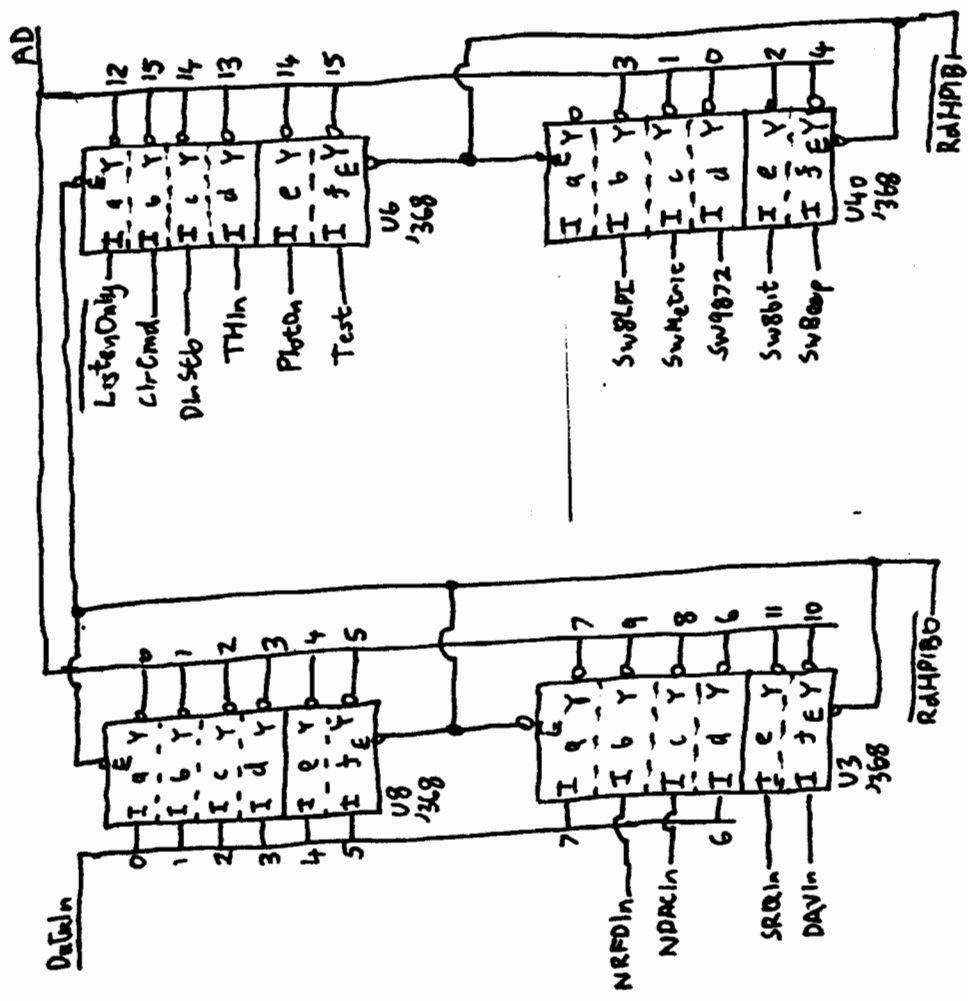 DataIn
AD
E
0 I a Y 0
1 I b Y 1
2 I c Y 2
3 I d Y 3
4 I e Y 4
5 I f Y 5
E
U8
'368
E
7 I a Y 7
NRFDIn I b Y 9
NDACIn I c Y 8
6 I d Y 6
SRQIn I e Y 11
DAVIn I f Y 10
E
U3
'368
RdHPIB0
E
ListenOnly I a Y 12
ClrCmd I b Y 15
DLnStb I c Y 14
THIn I d Y 13
PlotOn I e Y 14
Test I f Y 15
E
U6
'368
E
I a Y
SW8LPI I b Y 3
SwMetric I c Y 1
SW9872 I d Y 0
SW8bit I e Y 2
SwBeep I f Y 4
E
U40
'368
RdHPIB1